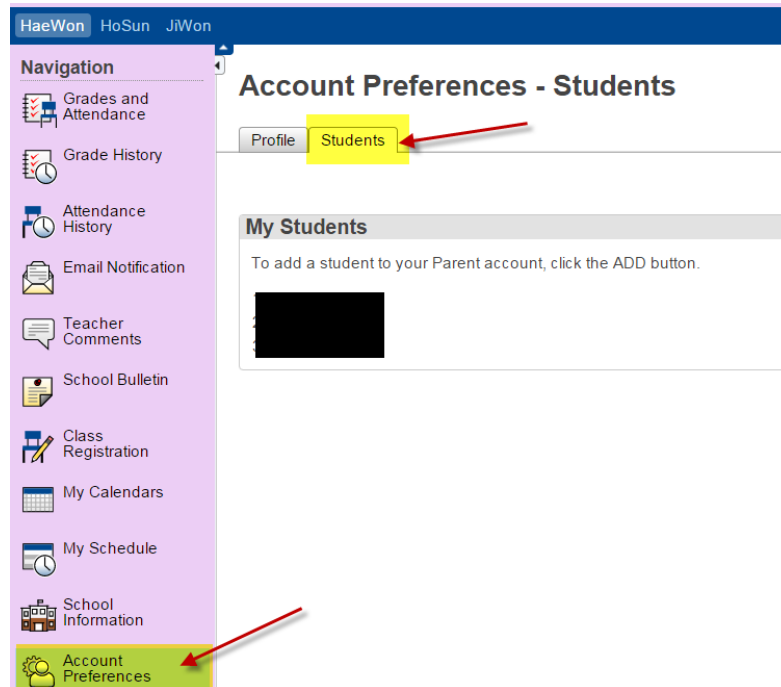 HaeWon HoSun JiWon
Navigation
Grades and
Attendance
Grade History
Attendance
History
Email Notification
Teacher
Comments
School Bulletin
Class
Registration
My Calendars
My Schedule
School
Information
Account
Preferences
Account Preferences - Students
Profile Students
My Students
To add a student to your Parent account, click the ADD button.